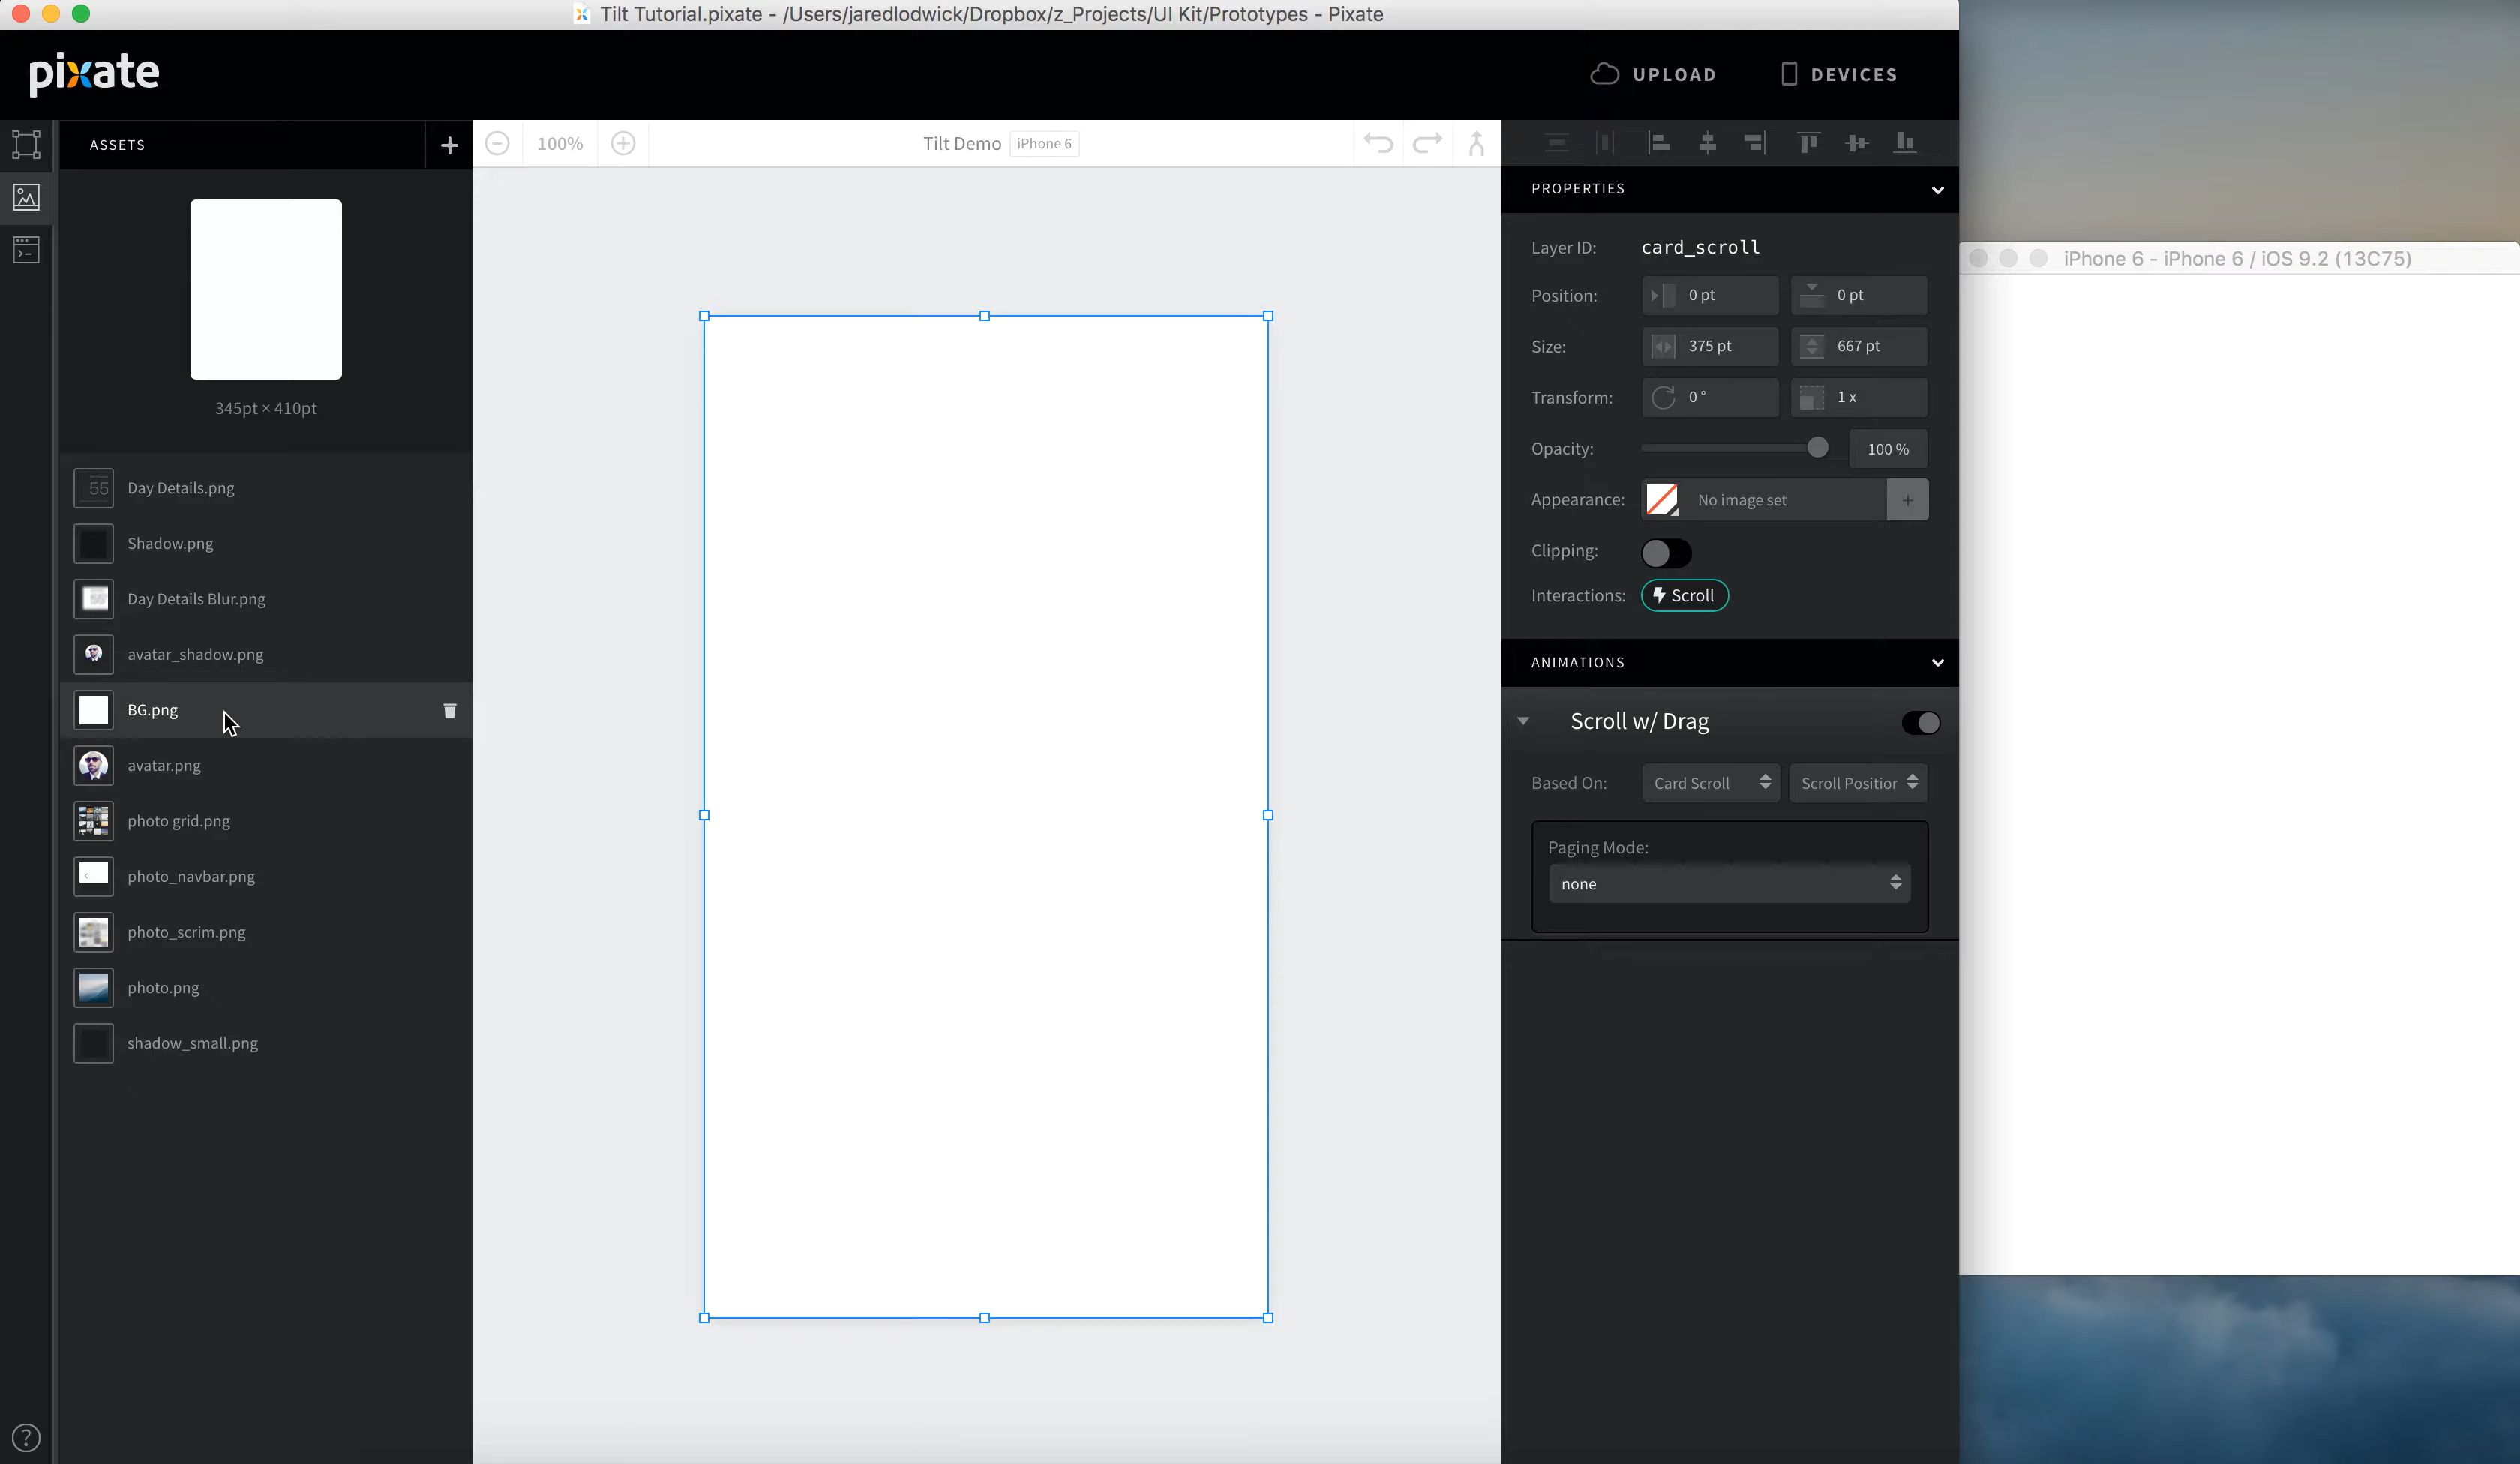 Tilt Tutorial.pixate - /Users/jaredlodwick/Dropbox/z_Projects/UI Kit/Prototypes - Pixate
pixate
UPLOAD
DEVICES
ASSETS
100%
Tilt Demo
iPhone 6
345pt × 410pt
55
Day Details.png
Shadow.png
Day Details Blur.png
avatar_shadow.png
BG.png
avatar.png
photo grid.png
photo_navbar.png
photo_scrim.png
photo.png
shadow_small.png
PROPERTIES
Layer ID: card_scroll
Position: 0 pt 0 pt
Size: 375 pt 667 pt
Transform: 0 ° 1 x
Opacity: 100 %
Appearance: No image set
Clipping:
Interactions: Scroll
ANIMATIONS
Scroll w/ Drag
Based On: Card Scroll Scroll Position
Paging Mode:
none
iPhone 6 - iPhone 6 / iOS 9.2 (13C75)